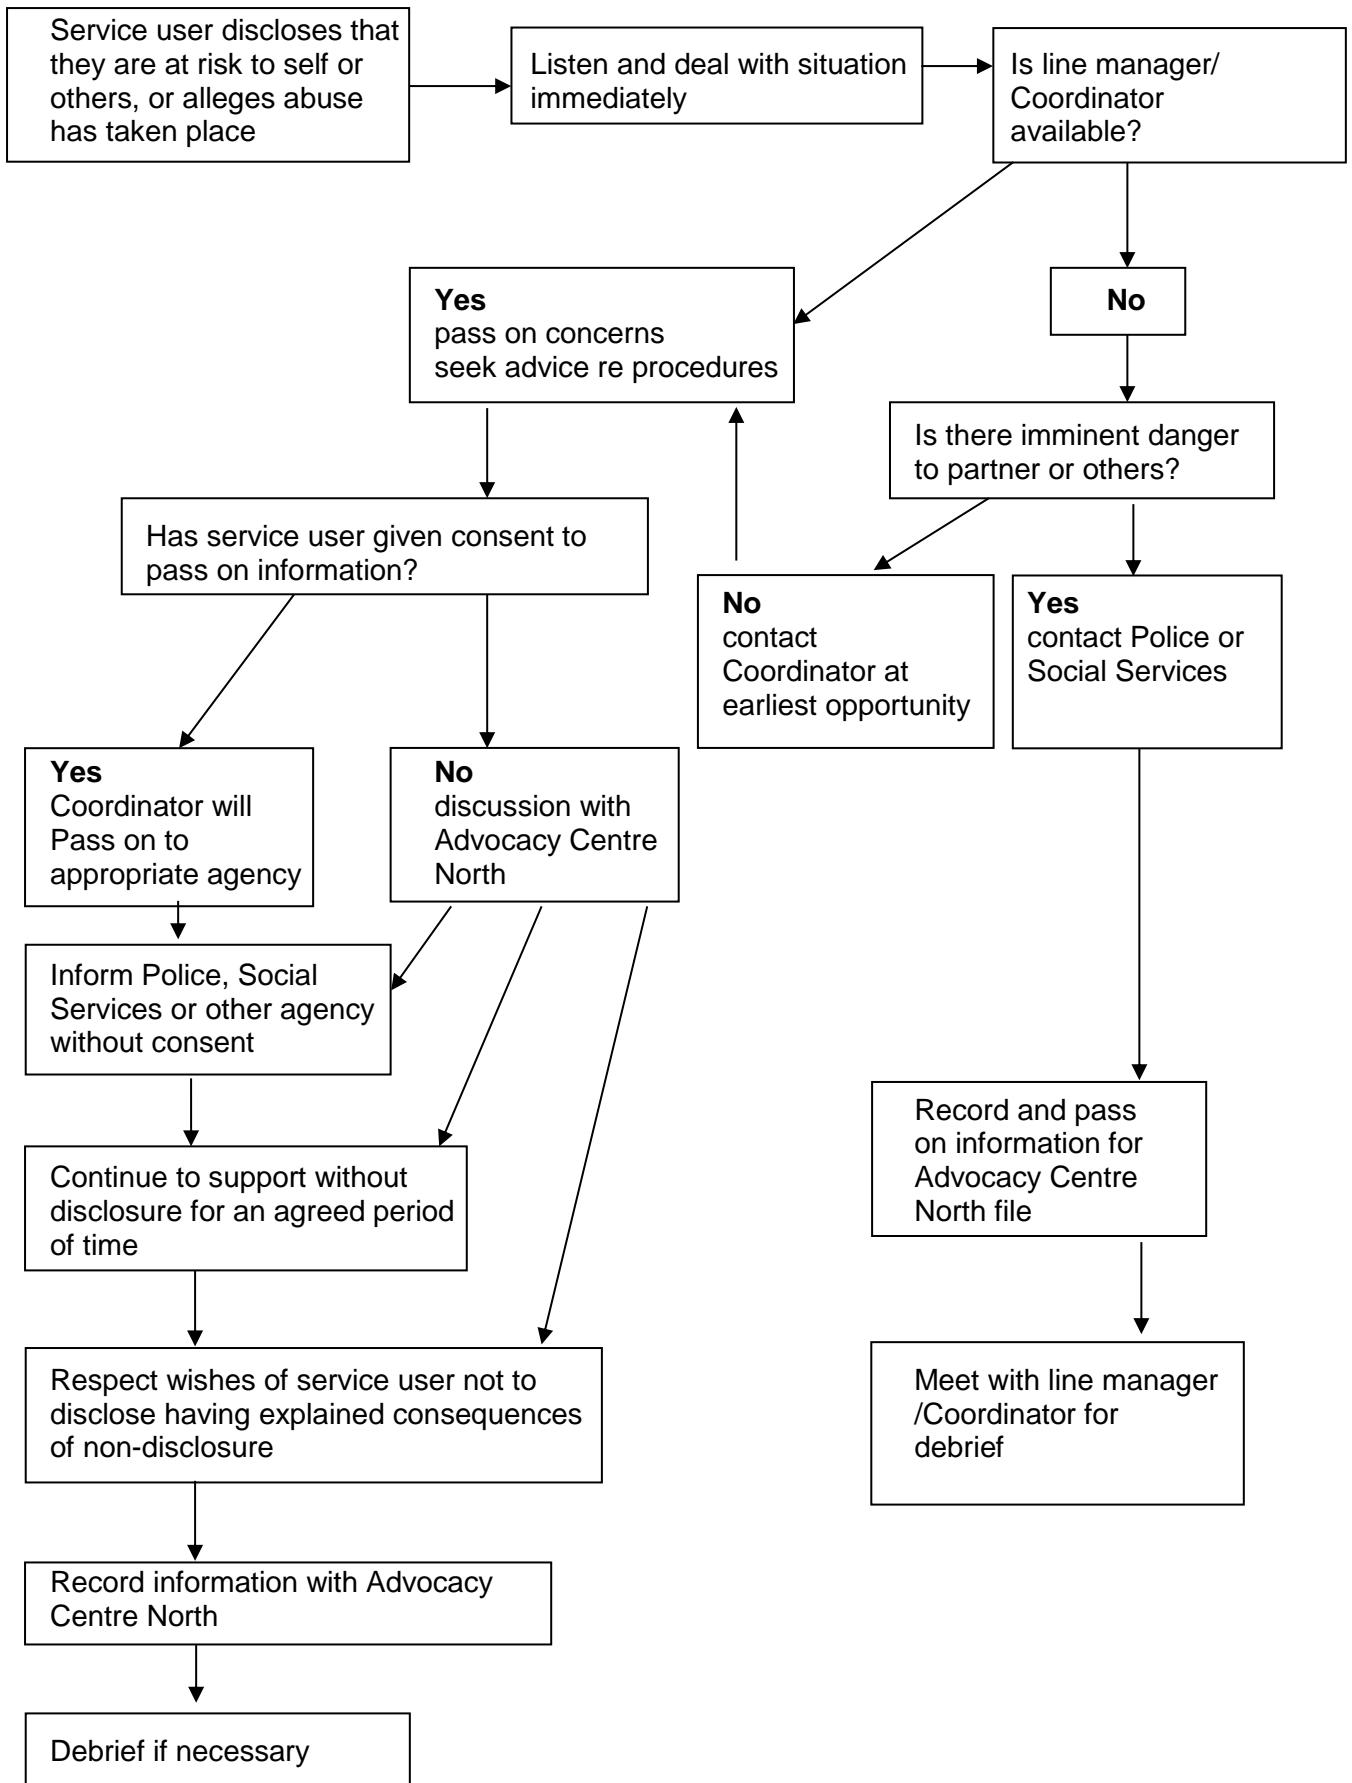 Service user discloses that
they are at risk to self or
others, or alleges abuse
has taken place
Listen and deal with situation
immediately
Is line manager/
Coordinator
available?
Yes
pass on concerns
seek advice re procedures
No
Is there imminent danger
to partner or others?
Has service user given consent to
pass on information?
No
contact
Coordinator at
earliest opportunity
Yes
contact Police or
Social Services
Yes
Coordinator will
Pass on to
appropriate agency
No
discussion with
Advocacy Centre
North
Inform Police, Social
Services or other agency
without consent
Record and pass
on information for
Advocacy Centre
North file
Continue to support without
disclosure for an agreed period
of time
Respect wishes of service user not to
disclose having explained consequences
of non-disclosure
Meet with line manager
/Coordinator for
debrief
Record information with Advocacy
Centre North
Debrief if necessary